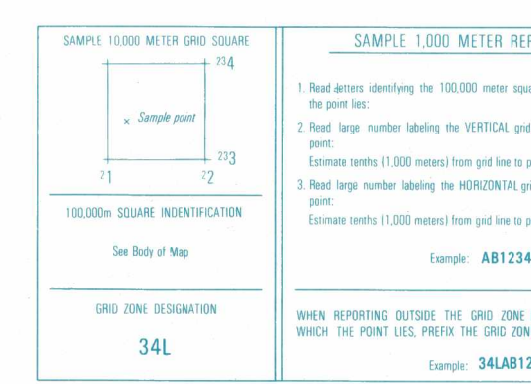 SAMPLE 10,000 METER GRID SQUARE
234
Sample point
233
21
22
100,000m SQUARE INDENTIFICATION
See Body of Map
GRID ZONE DESIGNATION
34L
SAMPLE 1,000 METER REF
1. Read letters identifying the 100,000 meter squa
the point lies:
2. Read large number labeling the VERTICAL grid
point:
Estimate tenths (1,000 meters) from grid line to p
3. Read large number labeling the HORIZONTAL gri
point:
Estimate tenths (1,000 meters) from grid line to p
Example: AB1234
WHEN REPORTING OUTSIDE THE GRID ZONE
WHICH THE POINT LIES, PREFIX THE GRID ZON
Example: 34LAB12